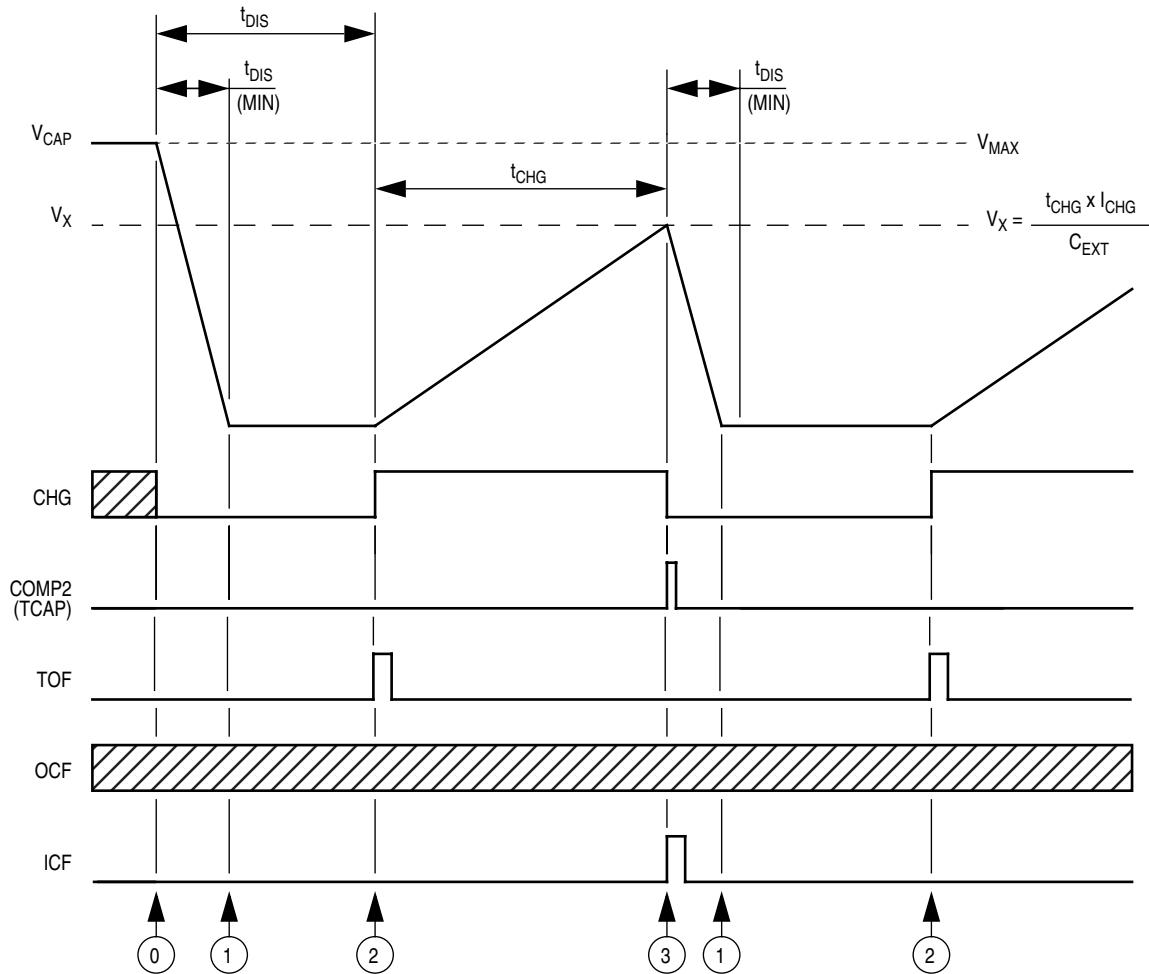 tDIS
tDIS
(MIN)
tDIS
(MIN)
VCAP
VMAX
tCHG
VX
VX = tCHG x ICHG
CEXT
CHG
COMP2
(TCAP)
TOF
OCF
ICF
0 1 2 3 1 2